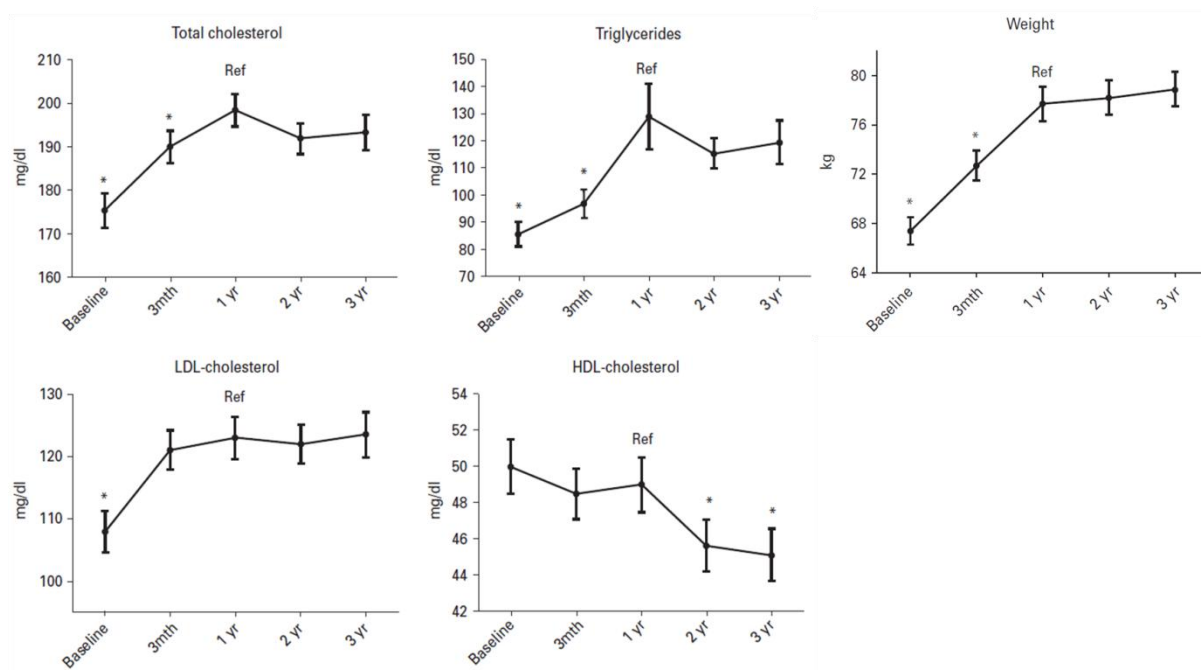 Total cholesterol
210
200
190
180
170
160
mg/dl
*
*
Ref
Baseline
3mth
1 yr
2 yr
3 yr
Triglycerides
150
140
130
120
110
100
90
80
70
mg/dl
*
*
Ref
Baseline
3mth
1 yr
2 yr
3 yr
Weight
80
76
72
68
64
kg
*
*
Ref
Baseline
3mth
1 yr
2 yr
3 yr
LDL-cholesterol
130
120
110
100
mg/dl
*
Ref
Baseline
3mth
1 yr
2 yr
3 yr
HDL-cholesterol
54
52
50
48
46
44
42
mg/dl
Ref
*
*
Baseline
3mth
1 yr
2 yr
3 yr